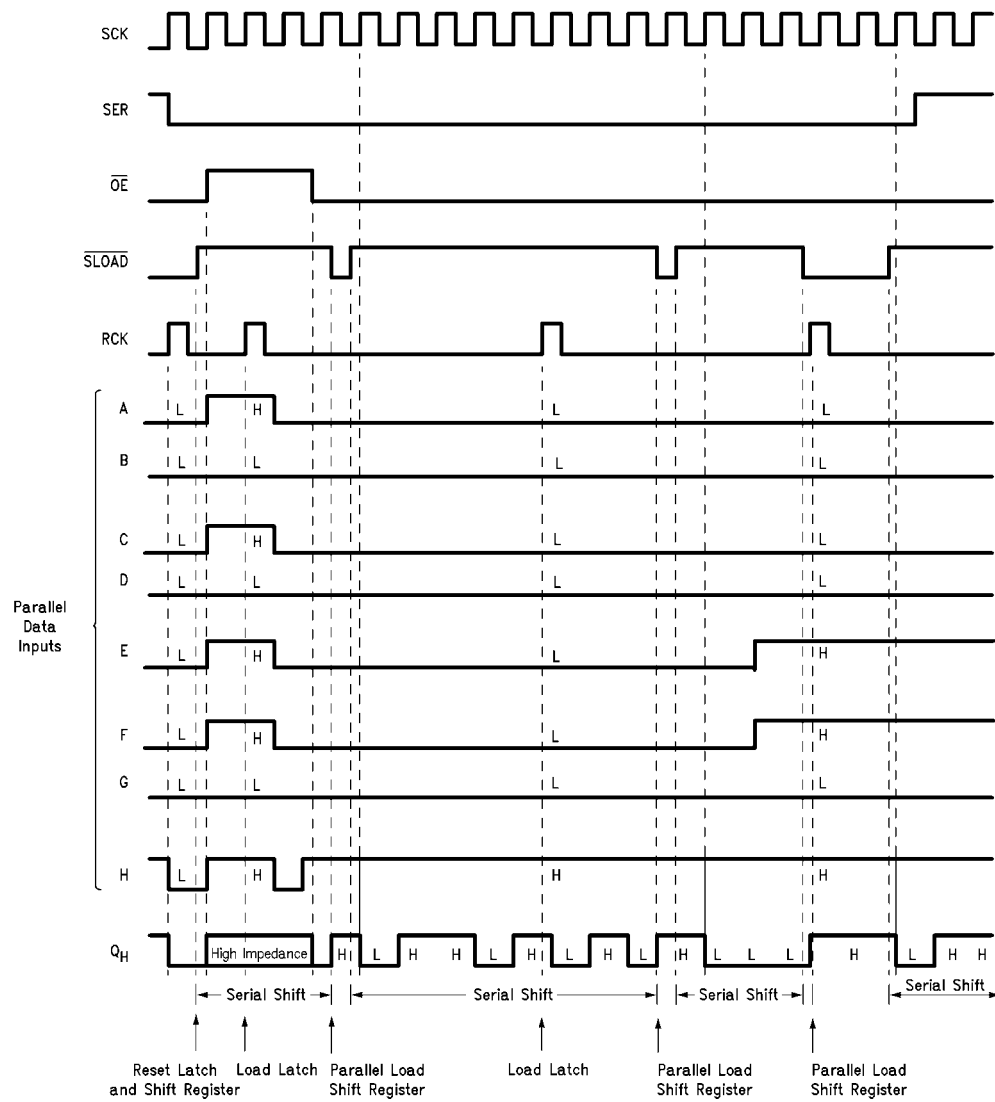 SCK
SER
OE
SLOAD
RCK
A L H L L
B L L L L
C L H L L
D L L L L
Parallel
Data
Inputs
E L H L H
F L H L H
G L L L L
H L H H H
QH High Impedance H L H H L H L H L H L L L H L H H
Serial Shift Serial Shift Serial Shift Serial Shift
Reset Latch
and Shift Register
Load Latch
Parallel Load
Shift Register
Load Latch
Parallel Load
Shift Register
Parallel Load
Shift Register